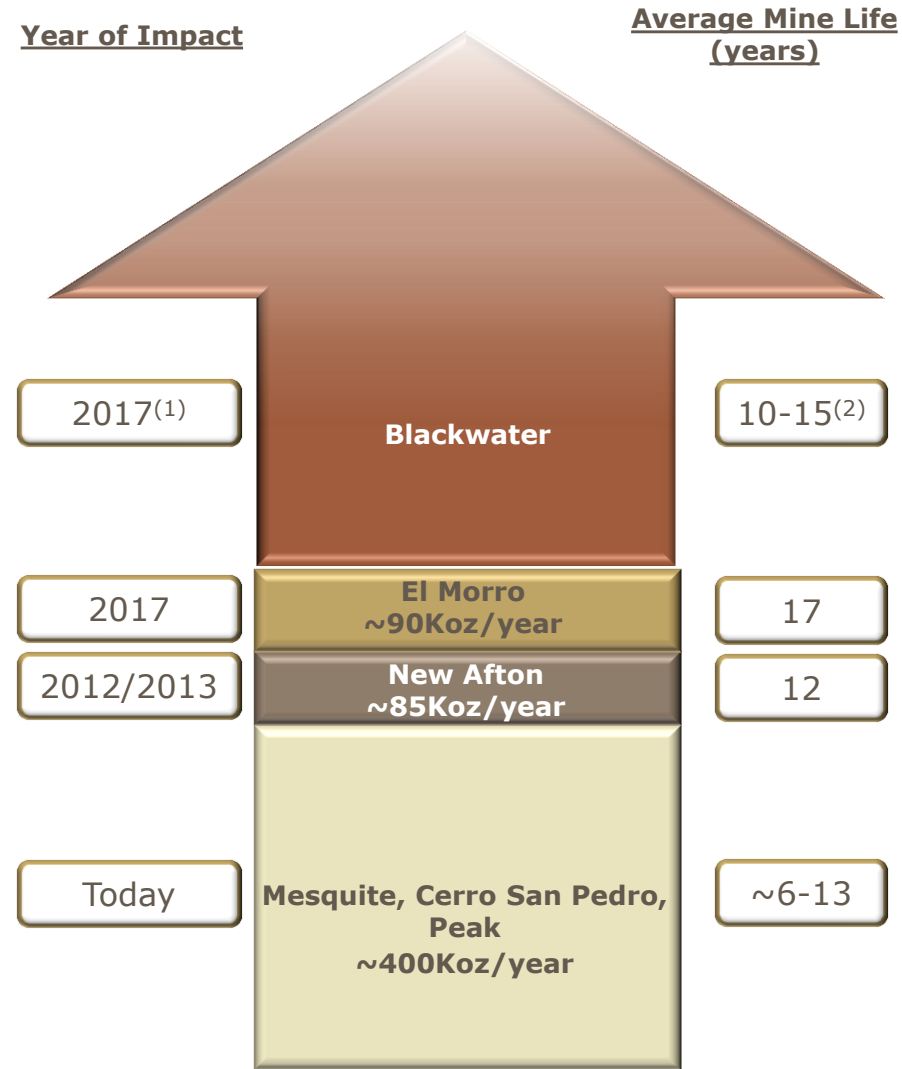 Year of Impact
Average Mine Life
(years)
2017(1)
Blackwater
10-15(2)
2017
El Morro
~90Koz/year
17
2012/2013
New Afton
~85Koz/year
12
Today
Mesquite, Cerro San Pedro,
Peak
~400Koz/year
~6-13